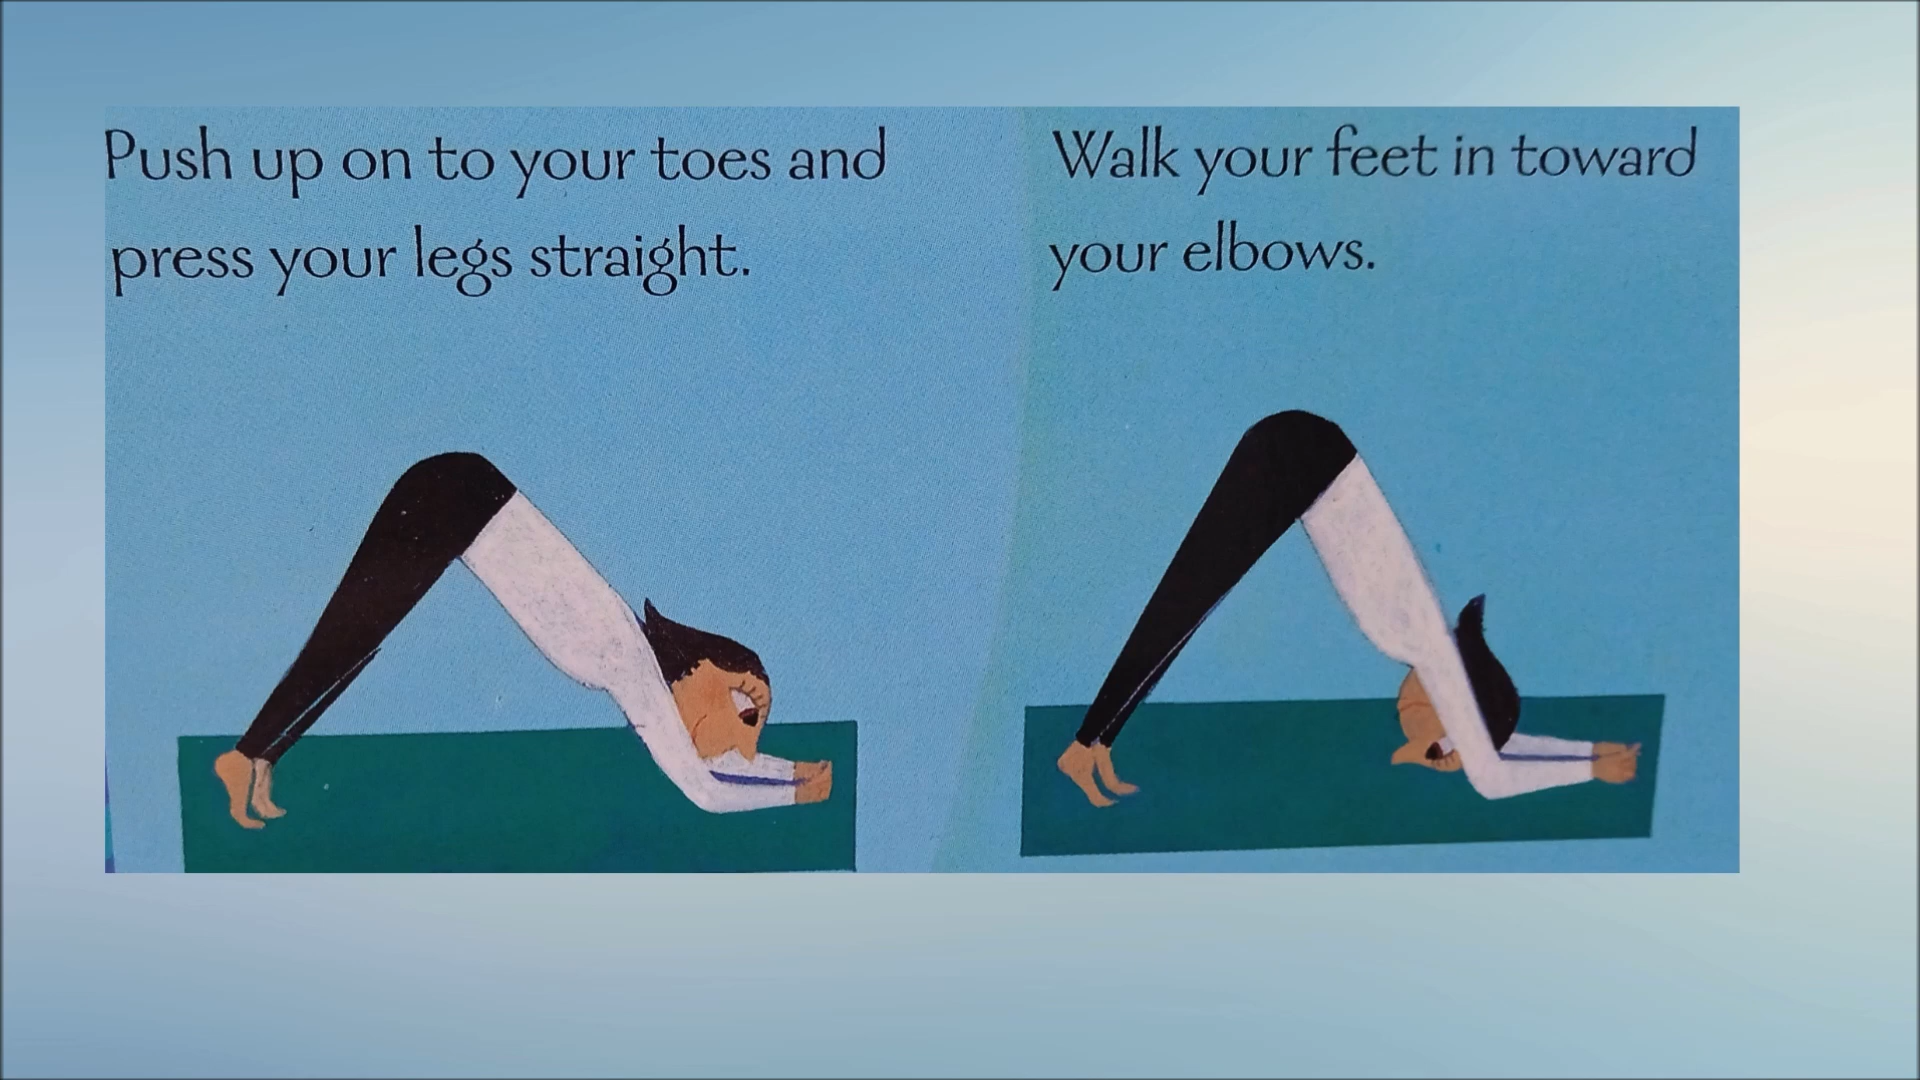 Push up on to your toes and
press your legs straight.
Walk your feet in toward
your elbows.